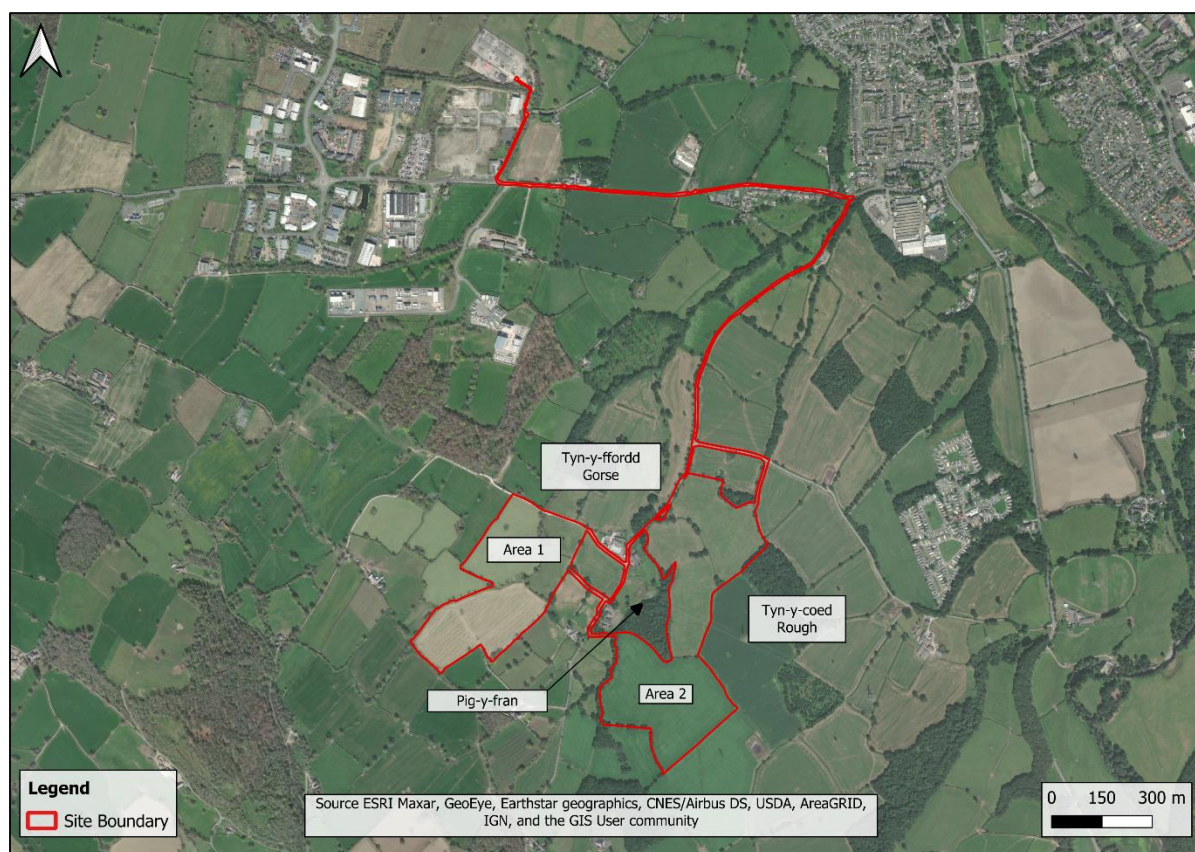 Tyn-y-ffordd
Gorse
Area 1
Tyn-y-coed
Rough
Pig-y-fran
Area 2
Legend
Site Boundary
Source ESRI Maxar, GeoEye, Earthstar geographics, CNES/Airbus DS, USDA, AreaGRID,
IGN, and the GIS User community
0 150 300 m